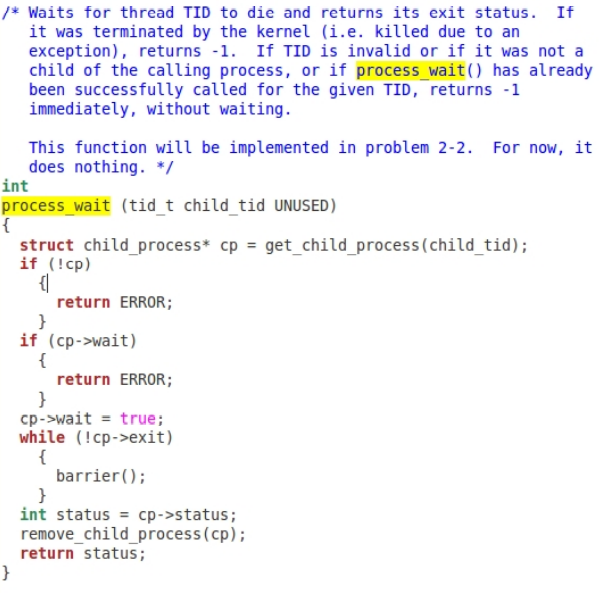 /* Waits for thread TID to die and returns its exit status.  If
   it was terminated by the kernel (i.e. killed due to an
   exception), returns -1.  If TID is invalid or if it was not a
   child of the calling process, or if process_wait() has already
   been successfully called for the given TID, returns -1
   immediately, without waiting.

   This function will be implemented in problem 2-2.  For now, it
   does nothing. */
int
process_wait (tid_t child_tid UNUSED)
{
  struct child_process* cp = get_child_process(child_tid);
  if (!cp)
    {
      return ERROR;
    }
  if (cp->wait)
    {
      return ERROR;
    }
  cp->wait = true;
  while (!cp->exit)
    {
      barrier();
    }
  int status = cp->status;
  remove_child_process(cp);
  return status;
}